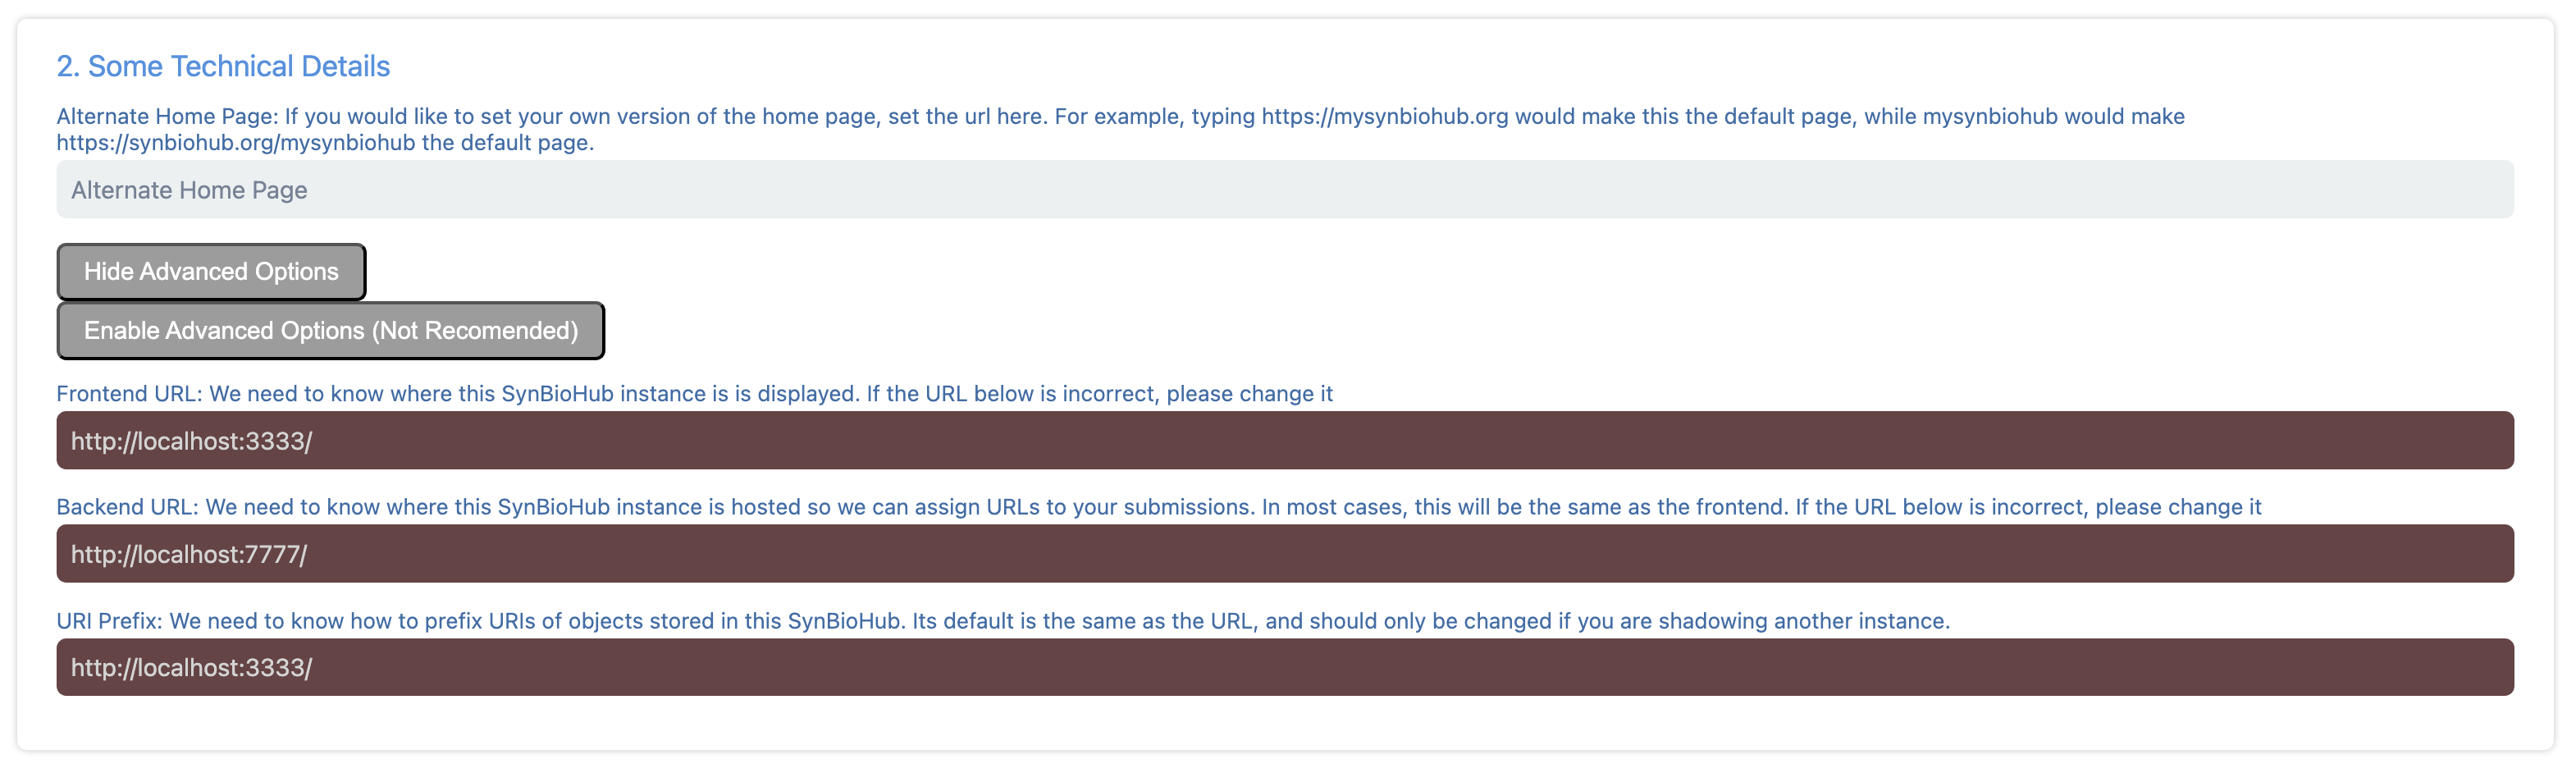 2. Some Technical Details
Alternate Home Page: If you would like to set your own version of the home page, set the url here. For example, typing https://mysynbiohub.org would make this the default page, while mysynbiohub would make
https://synbiohub.org/mysynbiohub the default page.
Alternate Home Page
Hide Advanced Options
Enable Advanced Options (Not Recomended)
Frontend URL: We need to know where this SynBioHub instance is is displayed. If the URL below is incorrect, please change it
http://localhost:3333/
Backend URL: We need to know where this SynBioHub instance is hosted so we can assign URLs to your submissions. In most cases, this will be the same as the frontend. If the URL below is incorrect, please change it
http://localhost:7777/
URI Prefix: We need to know how to prefix URIs of objects stored in this SynBioHub. Its default is the same as the URL, and should only be changed if you are shadowing another instance.
http://localhost:3333/